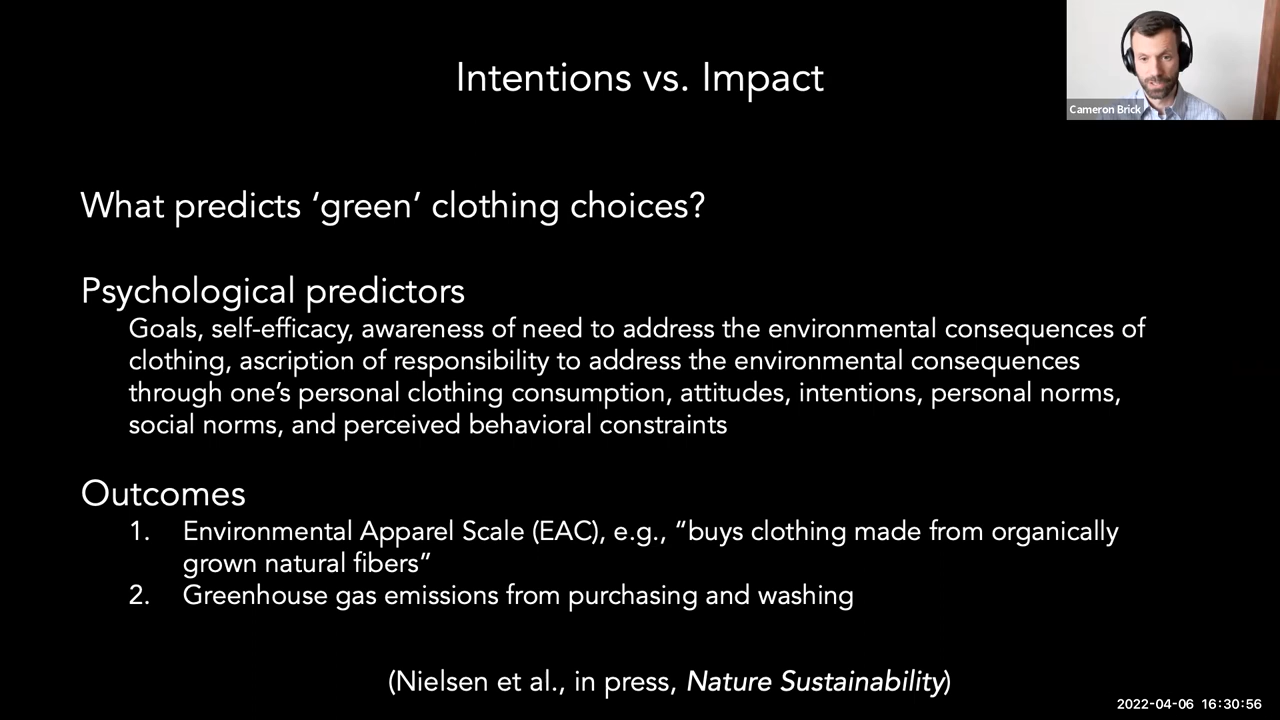 Intentions vs. Impact
Cameron Brick
What predicts ‘green’ clothing choices?
Psychological predictors
Goals, self-efficacy, awareness of need to address the environmental consequences of
clothing, ascription of responsibility to address the environmental consequences
through one’s personal clothing consumption, attitudes, intentions, personal norms,
social norms, and perceived behavioral constraints
Outcomes
1. Environmental Apparel Scale (EAC), e.g., “buys clothing made from organically
grown natural fibers”
2. Greenhouse gas emissions from purchasing and washing
(Nielsen et al., in press, Nature Sustainability)
2022-04-06 16:30:56